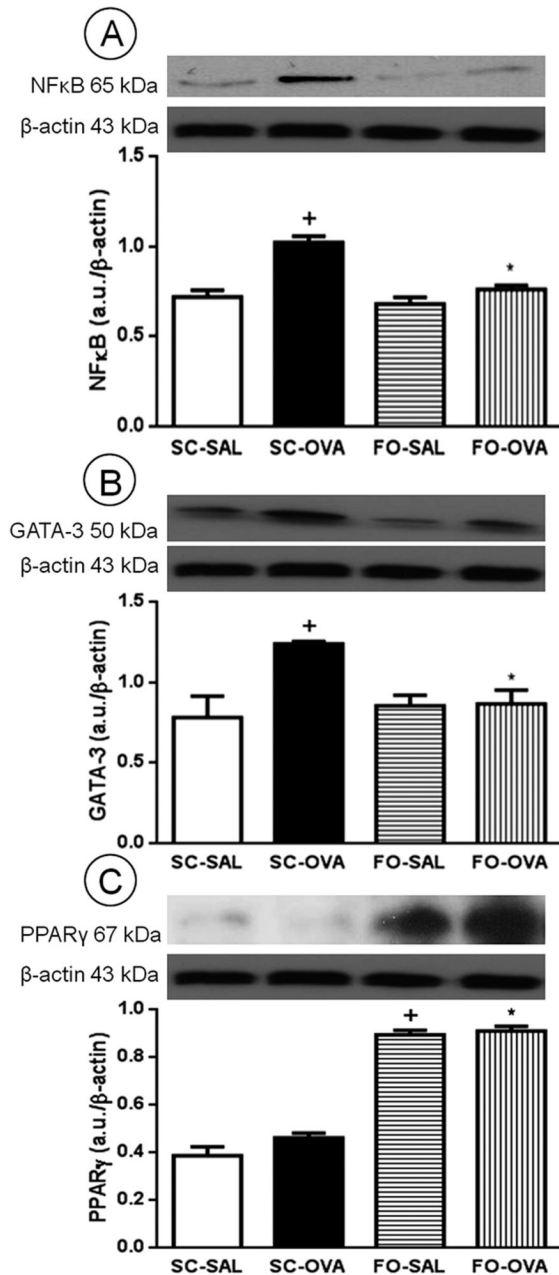 A
NFκB 65 kDa
β-actin 43 kDa
NFκB (a.u./β-actin)
1.5
1.0
0.5
0.0
+
*
SC-SAL SC-OVA FO-SAL FO-OVA
B
GATA-3 50 kDa
β-actin 43 kDa
GATA-3 (a.u./β-actin)
1.5
1.0
0.5
0.0
+
*
SC-SAL SC-OVA FO-SAL FO-OVA
C
PPARγ 67 kDa
β-actin 43 kDa
PPARγ (a.u./β-actin)
1.0
0.8
0.6
0.4
0.2
0.0
+
*
SC-SAL SC-OVA FO-SAL FO-OVA